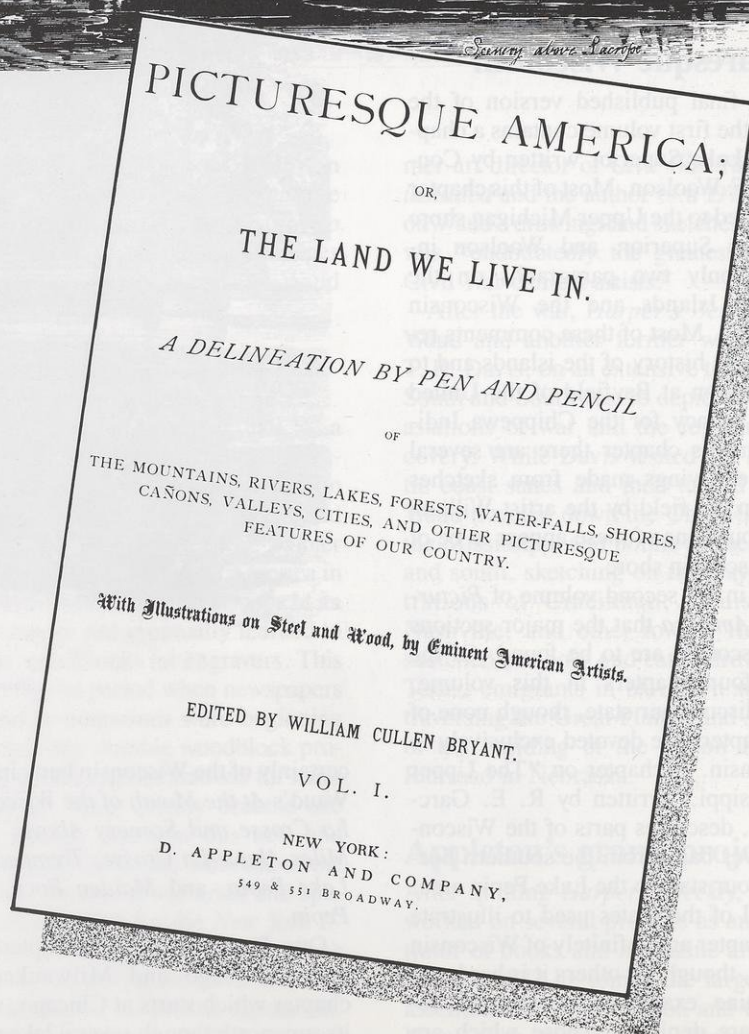 Scenery above Lacrosse.
PICTURESQUE AMERICA;
OR,
THE LAND WE LIVE IN.
A DELINEATION BY PEN AND PENCIL
OF
THE MOUNTAINS, RIVERS, LAKES, FORESTS, WATER-FALLS, SHORES,
CAÑONS, VALLEYS, CITIES, AND OTHER PICTURESQUE
FEATURES OF OUR COUNTRY.
With Illustrations on Steel and Wood, by Eminent American Artists.
EDITED BY WILLIAM CULLEN BRYANT.
VOL. I.
NEW YORK:
D. APPLETON AND COMPANY,
549 & 551 BROADWAY.